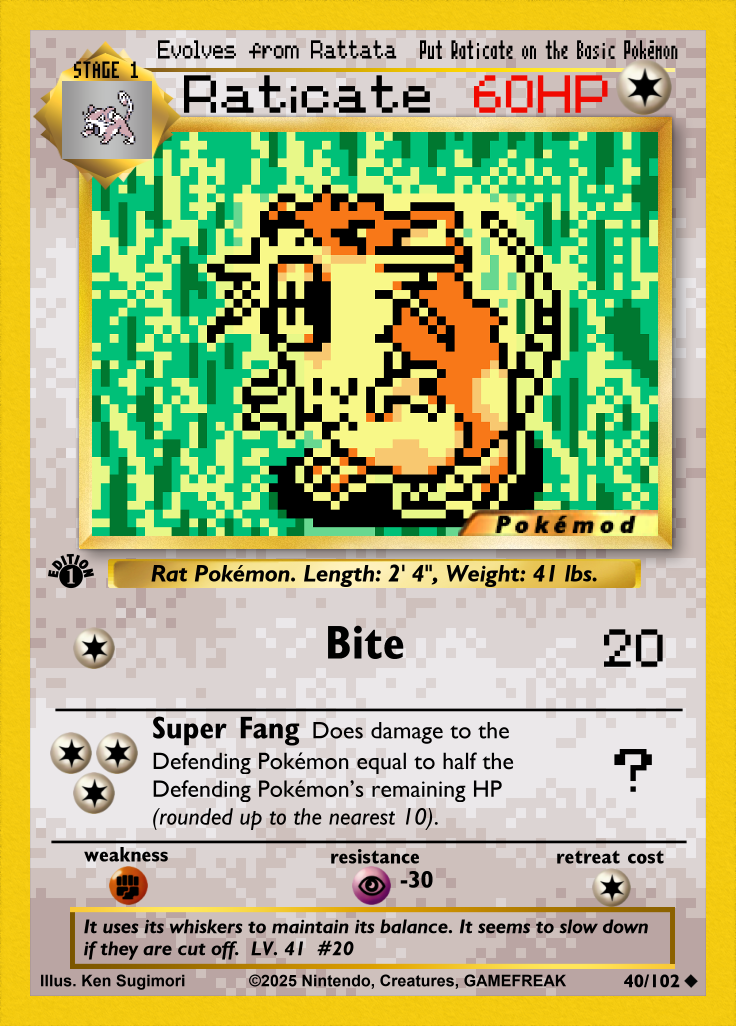 Evolves from Rattata Put Raticate on the Basic Pokémon
STAGE 1
Raticate 60HP
Pokémod
EDITION 1
Rat Pokémon. Length: 2' 4", Weight: 41 lbs.
Bite 20
Super Fang Does damage to the
Defending Pokémon equal to half the
Defending Pokémon’s remaining HP
(rounded up to the nearest 10).
?
weakness resistance retreat cost
-30
It uses its whiskers to maintain its balance. It seems to slow down
if they are cut off. LV. 41 #20
Illus. Ken Sugimori ©2025 Nintendo, Creatures, GAMEFREAK 40/102